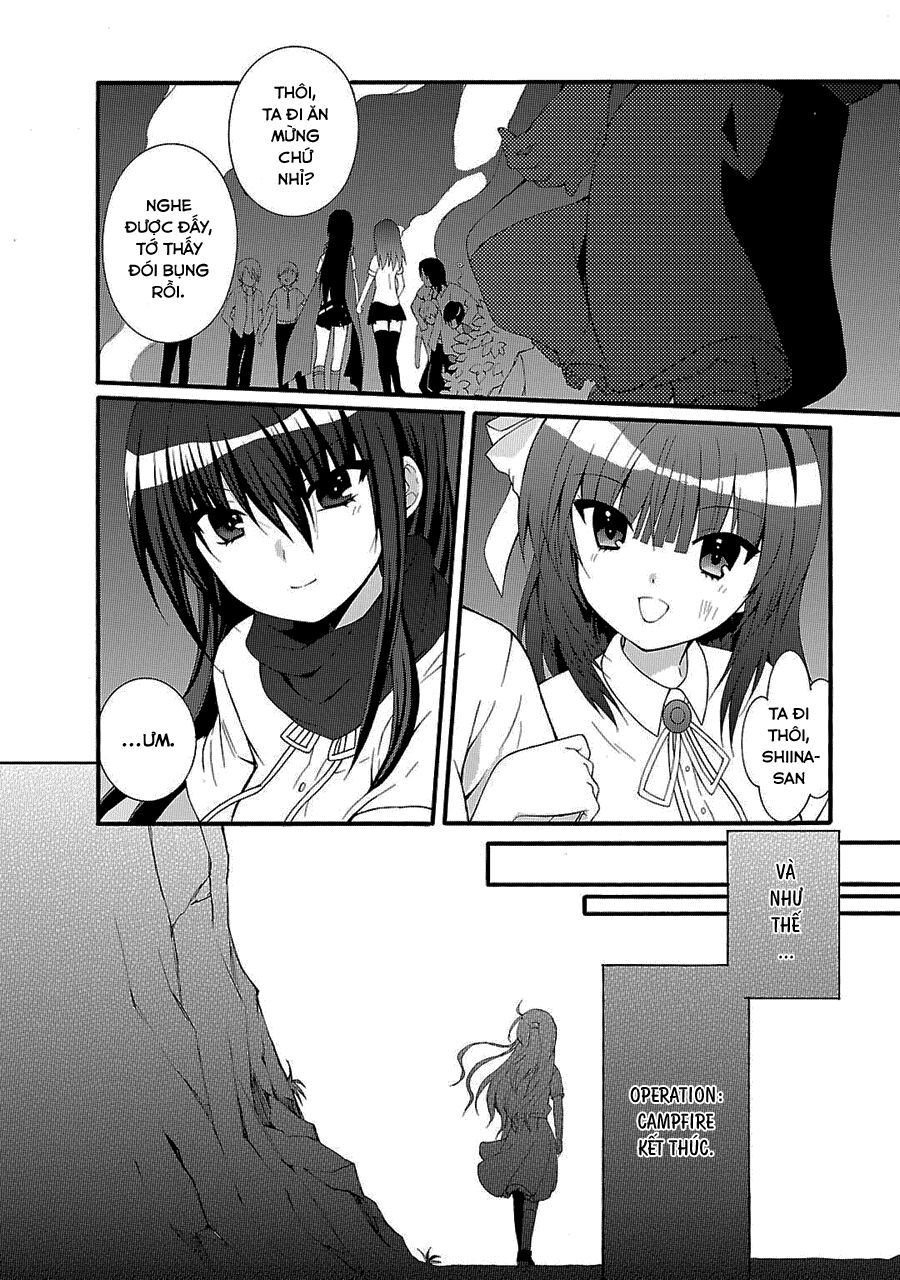 THÔI,
TA ĐI ĂN
MỪNG
CHỨ
NHỈ?
NGHE
ĐƯỢC ĐẤY,
TỚ THẤY
ĐÓI BỤNG
RỒI.
TA ĐI
THÔI,
SHIINA-
SAN
...ƯM.
VÀ
NHƯ
THẾ
...
OPERATION:
CAMPFIRE
KẾT THÚC.